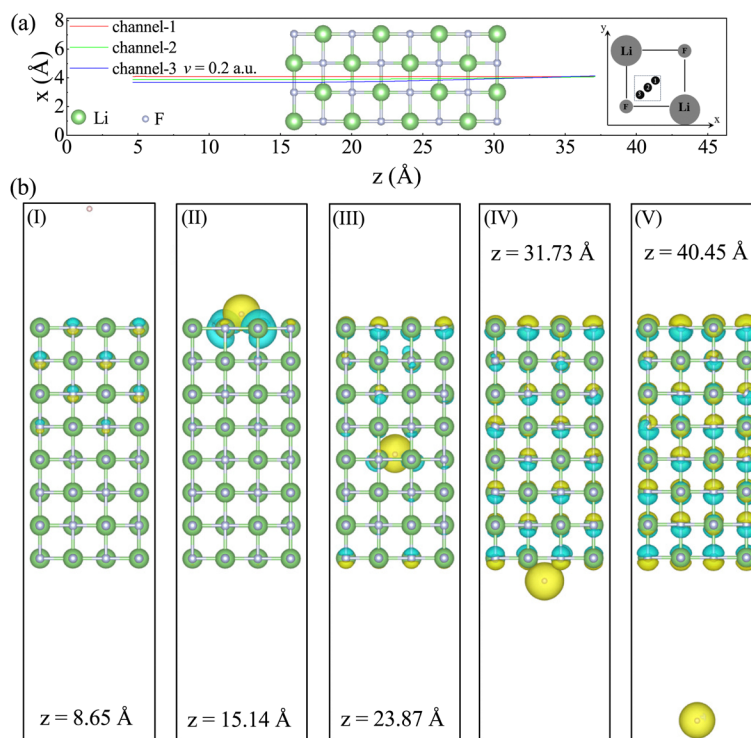 (a)
channel-1
channel-2
channel-3 v = 0.2 a.u.
x (Å)
8
6
4
2
0
Li
F
0 5 10 15 20 25 30 35 40 45
z (Å)
y
Li
F
1
2
3
F
Li
x
(b)
(I)
(II)
(III)
(IV)
(V)
z = 31.73 Å
z = 40.45 Å
z = 8.65 Å
z = 15.14 Å
z = 23.87 Å